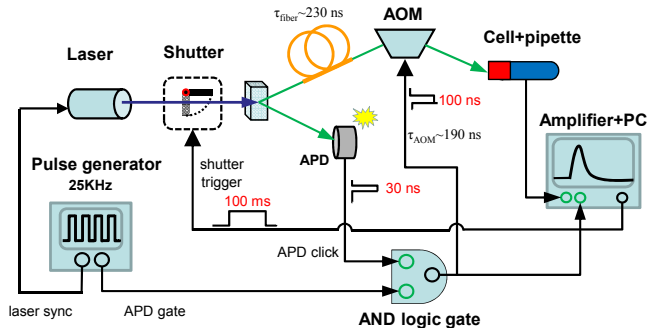 τfiber~230 ns
AOM
Cell+pipette
Laser
Shutter
100 ns
τAOM~190 ns
Amplifier+PC
APD
Pulse generator
25KHz
shutter
trigger
30 ns
100 ms
APD click
laser sync
APD gate
AND logic gate